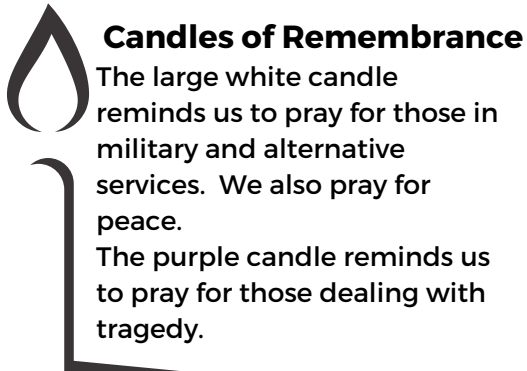 Candles of Remembrance
The large white candle
reminds us to pray for those in
military and alternative
services.  We also pray for
peace.
The purple candle reminds us
to pray for those dealing with
tragedy.